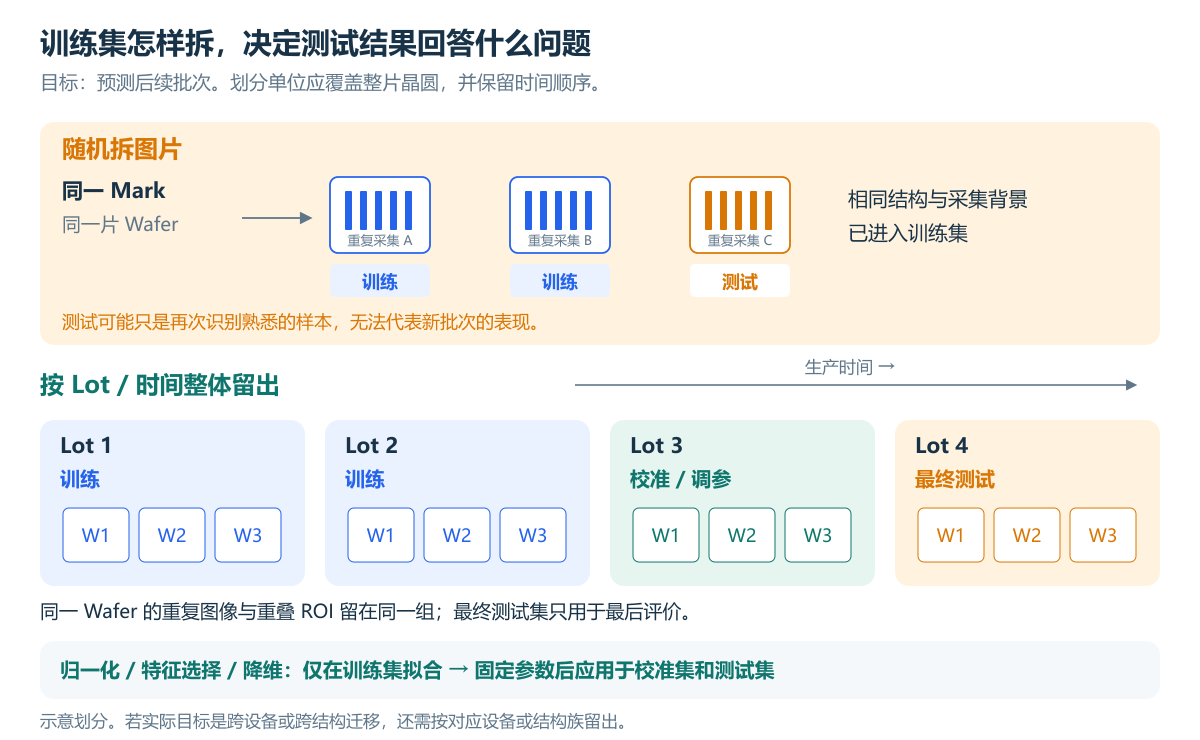 训练集怎样拆，决定测试结果回答什么问题
目标：预测后续批次。划分单位应覆盖整片晶圆，并保留时间顺序。
随机拆图片
同一 Mark
同一片 Wafer
重复采集 A
训练
重复采集 B
训练
重复采集 C
测试
相同结构与采集背景
已进入训练集
测试可能只是再次识别熟悉的样本，无法代表新批次的表现。
按 Lot / 时间整体留出
生产时间 →
Lot 1
训练
W1 W2 W3
Lot 2
训练
W1 W2 W3
Lot 3
校准 / 调参
W1 W2 W3
Lot 4
最终测试
W1 W2 W3
同一 Wafer 的重复图像与重叠 ROI 留在同一组；最终测试集只用于最后评价。
归一化 / 特征选择 / 降维：仅在训练集拟合 → 固定参数后应用于校准集和测试集
示意划分。若实际目标是跨设备或跨结构迁移，还需按对应设备或结构族留出。